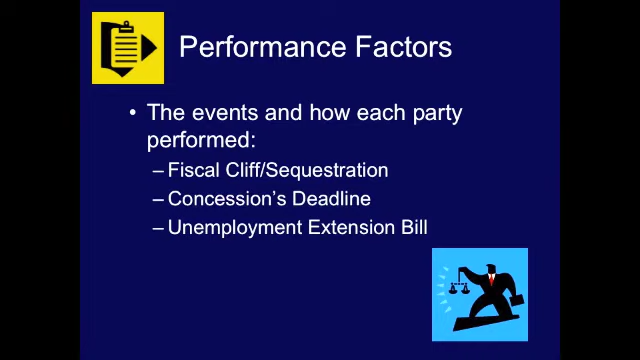 Performance Factors
• The events and how each party
performed:
– Fiscal Cliff/Sequestration
– Concession's Deadline
– Unemployment Extension Bill